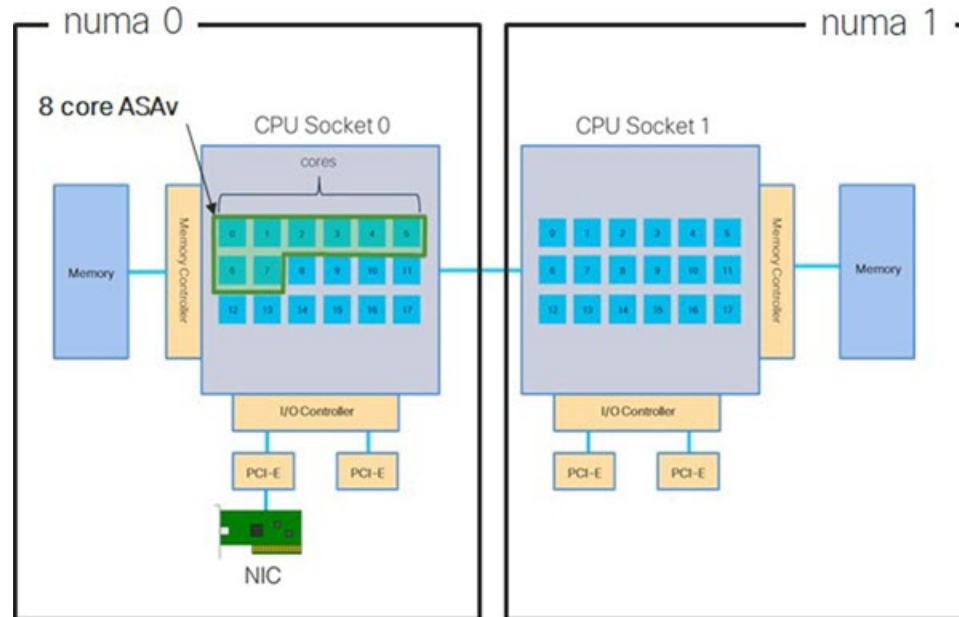 numa 0
numa 1
8 core ASAv
CPU Socket 0
CPU Socket 1
cores
Memory
Memory Controller
0 1 2 3 4 5
6 7 8 9 10 11
12 13 14 15 16 17
0 1 2 3 4 5
6 7 8 9 10 11
12 13 14 15 16 17
Memory Controller
Memory
I/O Controller
I/O Controller
PCI-E
PCI-E
PCI-E
PCI-E
NIC